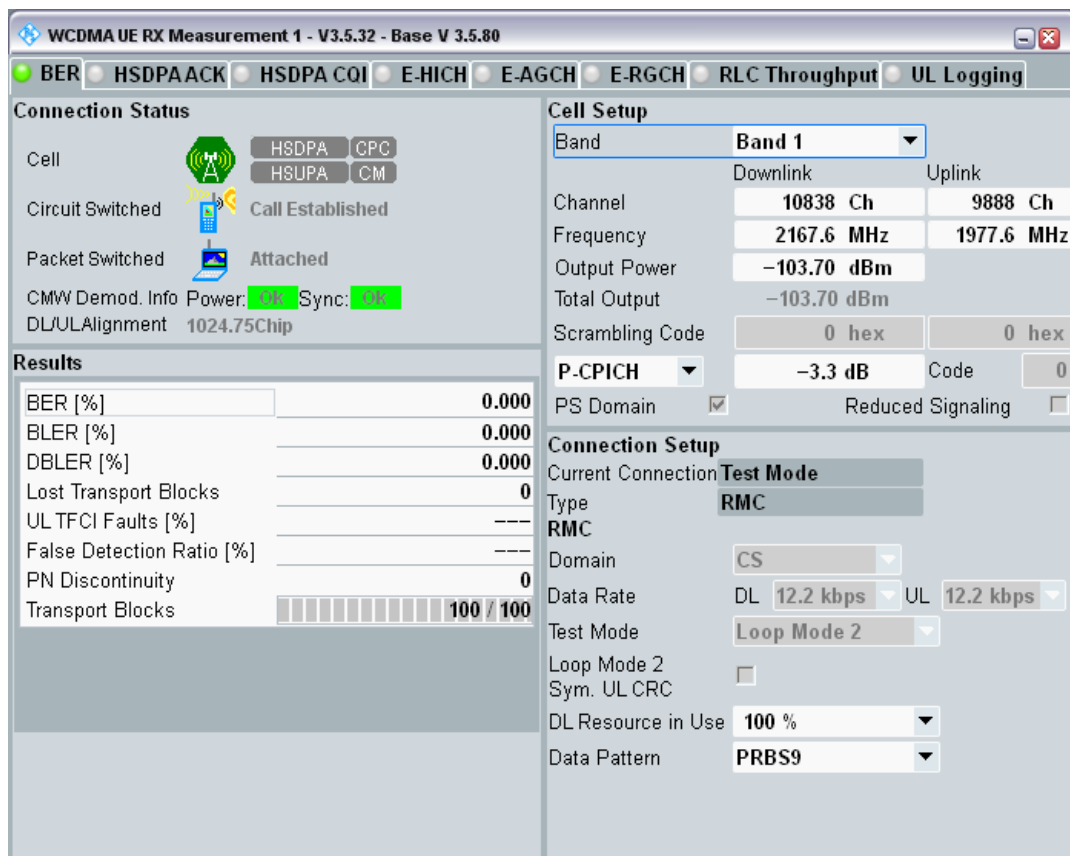 WCDMA UE RX Measurement 1 - V3.5.32 - Base V 3.5.80
BER HSDPA ACK HSDPA CQI E-HICH E-AGCH E-RGCH RLC Throughput UL Logging
Connection Status
Cell HSDPA CPC
HSUPA CM
Circuit Switched Call Established
Packet Switched Attached
CMW Demod. Info Power: Ok Sync: Ok
DL/UL Alignment 1024.75Chip
Results
BER [%] 0.000
BLER [%] 0.000
DBLER [%] 0.000
Lost Transport Blocks 0
UL TFCI Faults [%] ---
False Detection Ratio [%] ---
PN Discontinuity 0
Transport Blocks 100 / 100
Cell Setup
Band Band 1
Downlink Uplink
Channel 10838 Ch 9888 Ch
Frequency 2167.6 MHz 1977.6 MHz
Output Power −103.70 dBm
Total Output −103.70 dBm
Scrambling Code 0 hex 0 hex
P-CPICH −3.3 dB Code 0
PS Domain Reduced Signaling
Connection Setup
Current Connection Test Mode
Type RMC
RMC
Domain CS
Data Rate DL 12.2 kbps UL 12.2 kbps
Test Mode Loop Mode 2
Loop Mode 2
Sym. UL CRC
DL Resource in Use 100 %
Data Pattern PRBS9